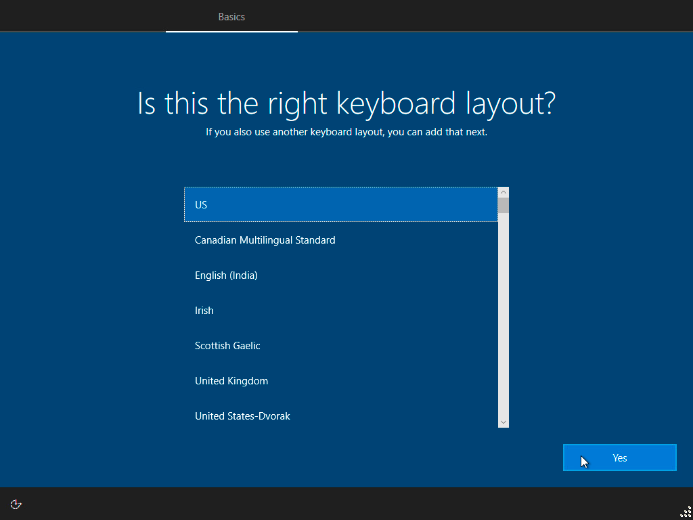 Basics
Is this the right keyboard layout?
If you also use another keyboard layout, you can add that next.
US
Canadian Multilingual Standard
English (India)
Irish
Scottish Gaelic
United Kingdom
United States-Dvorak
Yes